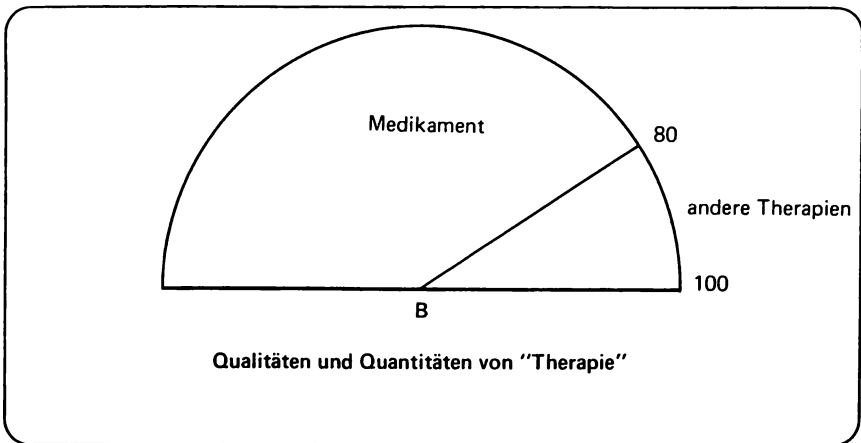 Medikament
80
andere Therapien
100
B
Qualitäten und Quantitäten von "Therapie"